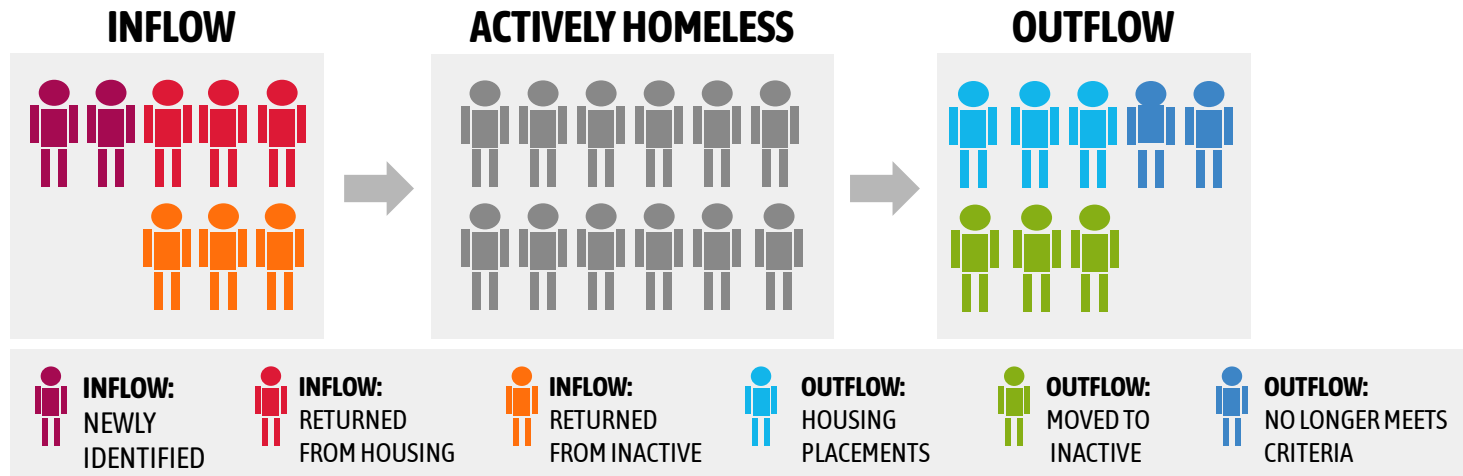 INFLOW
ACTIVELY HOMELESS
OUTFLOW
INFLOW:
NEWLY
IDENTIFIED
INFLOW:
RETURNED
FROM HOUSING
INFLOW:
RETURNED
FROM INACTIVE
OUTFLOW:
HOUSING
PLACEMENTS
OUTFLOW:
MOVED TO
INACTIVE
OUTFLOW:
NO LONGER MEETS
CRITERIA